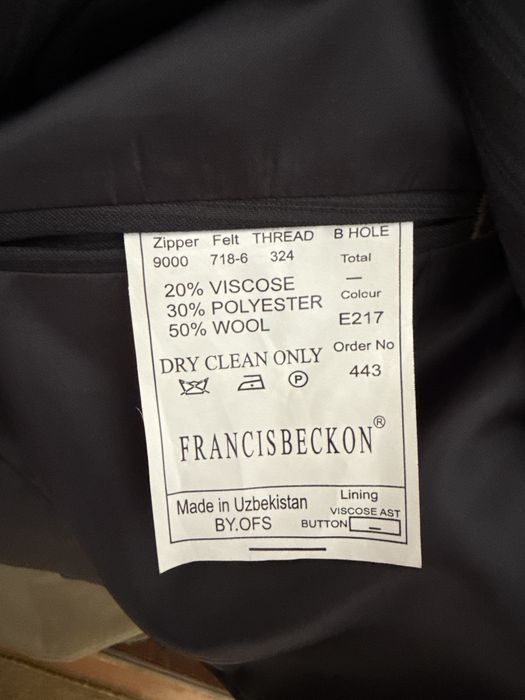 Zipper Felt THREAD B HOLE
9000 718-6 324 Total
20% VISCOSE —
30% POLYESTER Colour
50% WOOL E217
DRY CLEAN ONLY Order No
P 443
FRANCISBECKON®
Made in Uzbekistan Lining
BY.OFS VISCOSE AST
BUTTON –